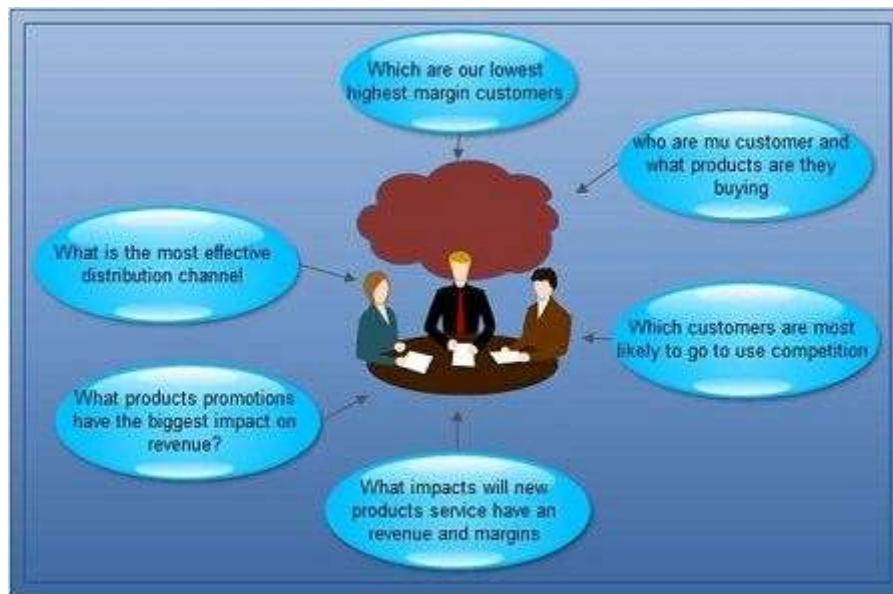 Which are our lowest
highest margin customers
who are mu customer and
what products are they
buying
What is the most effective
distribution channel
Which customers are most
likely to go to use competition
What products promotions
have the biggest impact on
revenue?
What impacts will new
products service have an
revenue and margins